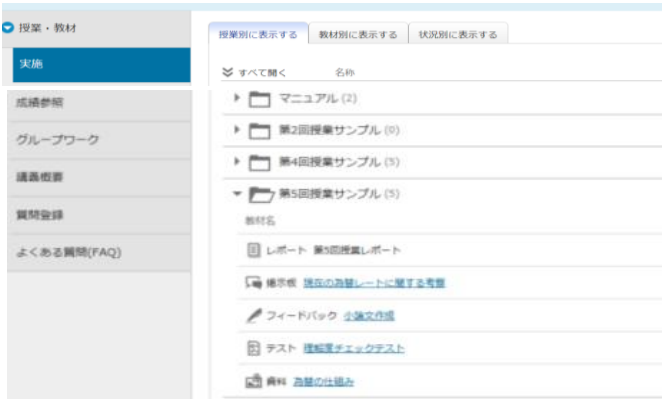 授業・教材
実施
成績参照
グループワーク
講義概要
質問登録
よくある質問(FAQ)
授業別に表示する 教材別に表示する 状況別に表示する
すべて開く 名称
マニュアル (2)
第2回授業サンプル (0)
第4回授業サンプル (5)
第5回授業サンプル (5)
教材名
レポート 第5回授業レポート
掲示板 現在の為替レートに関する考察
フィードバック 小論文作成
テスト 理解度チェックテスト
資料 為替の仕組み